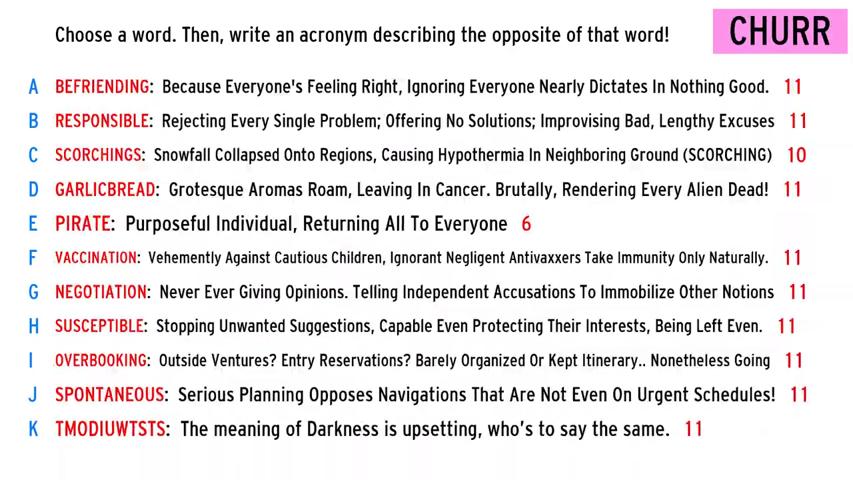 Choose a word. Then, write an acronym describing the opposite of that word!
CHURR
A BEFRIENDING: Because Everyone's Feeling Right, Ignoring Everyone Nearly Dictates In Nothing Good. 11
B RESPONSIBLE: Rejecting Every Single Problem; Offering No Solutions; Improvising Bad, Lengthy Excuses 11
C SCORCHINGS: Snowfall Collapsed Onto Regions, Causing Hypothermia In Neighboring Ground (SCORCHING) 10
D GARLICBREAD: Grotesque Aromas Roam, Leaving In Cancer. Brutally, Rendering Every Alien Dead! 11
E PIRATE: Purposeful Individual, Returning All To Everyone 6
F VACCINATION: Vehemently Against Cautious Children, Ignorant Negligent Antivaxxers Take Immunity Only Naturally. 11
G NEGOTIATION: Never Ever Giving Opinions. Telling Independent Accusations To Immobilize Other Notions 11
H SUSCEPTIBLE: Stopping Unwanted Suggestions, Capable Even Protecting Their Interests, Being Left Even. 11
I OVERBOOKING: Outside Ventures? Entry Reservations? Barely Organized Or Kept Itinerary.. Nonetheless Going 11
J SPONTANEOUS: Serious Planning Opposes Navigations That Are Not Even On Urgent Schedules! 11
K TMODIUWTSTS: The meaning of Darkness is upsetting, who's to say the same. 11